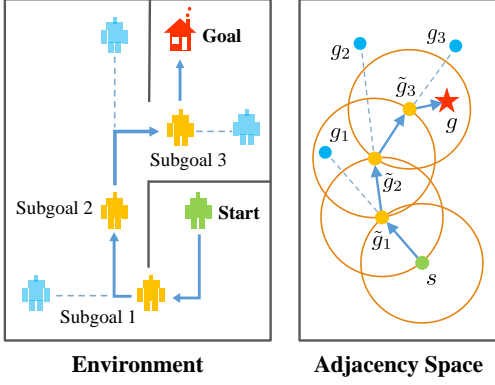 Goal
Subgoal 3
Subgoal 2
Start
Subgoal 1
Environment
g₂
g₃
g̃₃
g
g₁
g̃₂
g̃₁
s
Adjacency Space